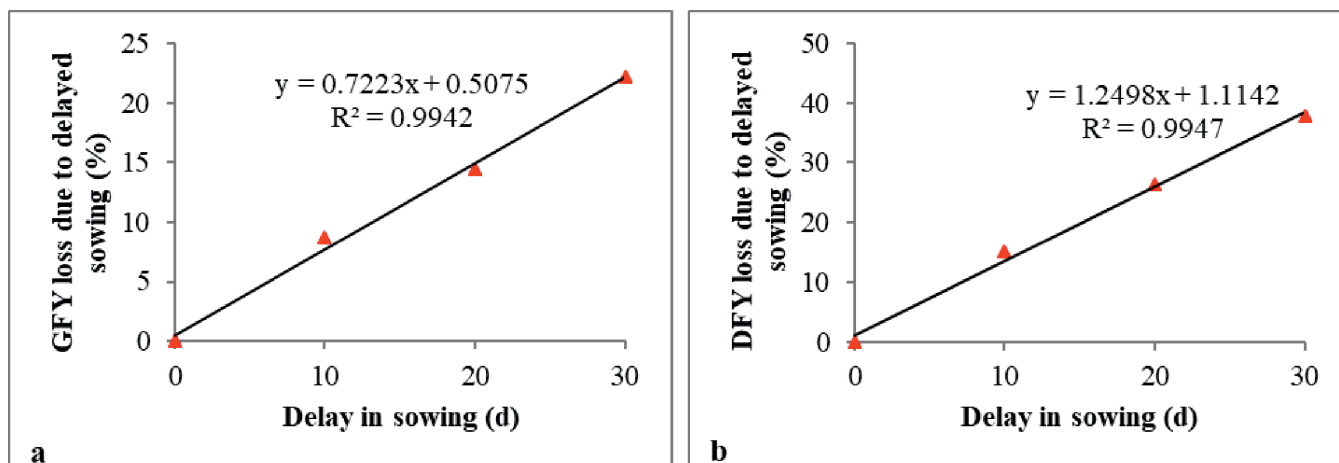 GFY loss due to delayed
sowing (%)
25
20
15
10
5
0
y = 0.7223x + 0.5075
R² = 0.9942
0 10 20 30
Delay in sowing (d)
a
DFY loss due to delayed
sowing (%)
50
40
30
20
10
0
y = 1.2498x + 1.1142
R² = 0.9947
0 10 20 30
Delay in sowing (d)
b